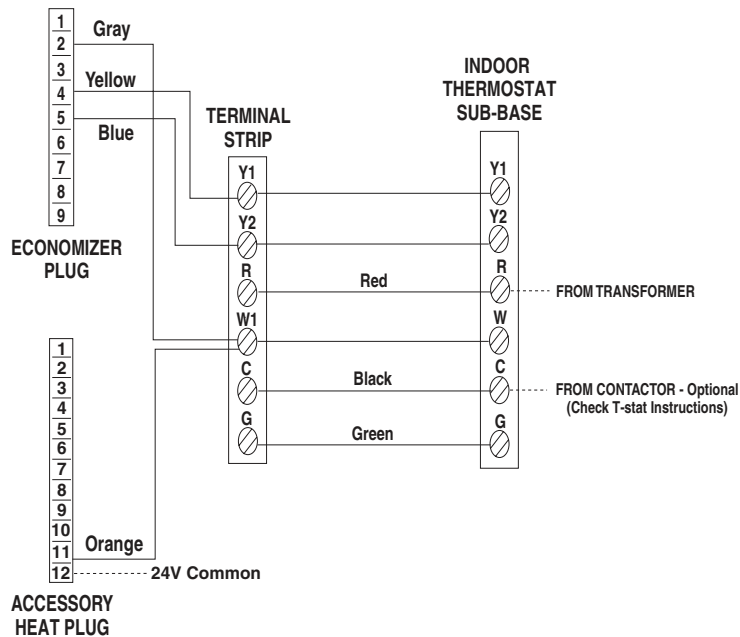 1
2
3
4
5
6
7
8
9
Gray
Yellow
Blue
ECONOMIZER
PLUG
TERMINAL
STRIP
Y1
Y2
R
W1
C
G
Red
Black
Green
INDOOR
THERMOSTAT
SUB-BASE
Y1
Y2
R
W
C
G
FROM TRANSFORMER
FROM CONTACTOR - Optional
(Check T-stat Instructions)
1
2
3
4
5
6
7
8
9
10
11
12
Orange
24V Common
ACCESSORY
HEAT PLUG